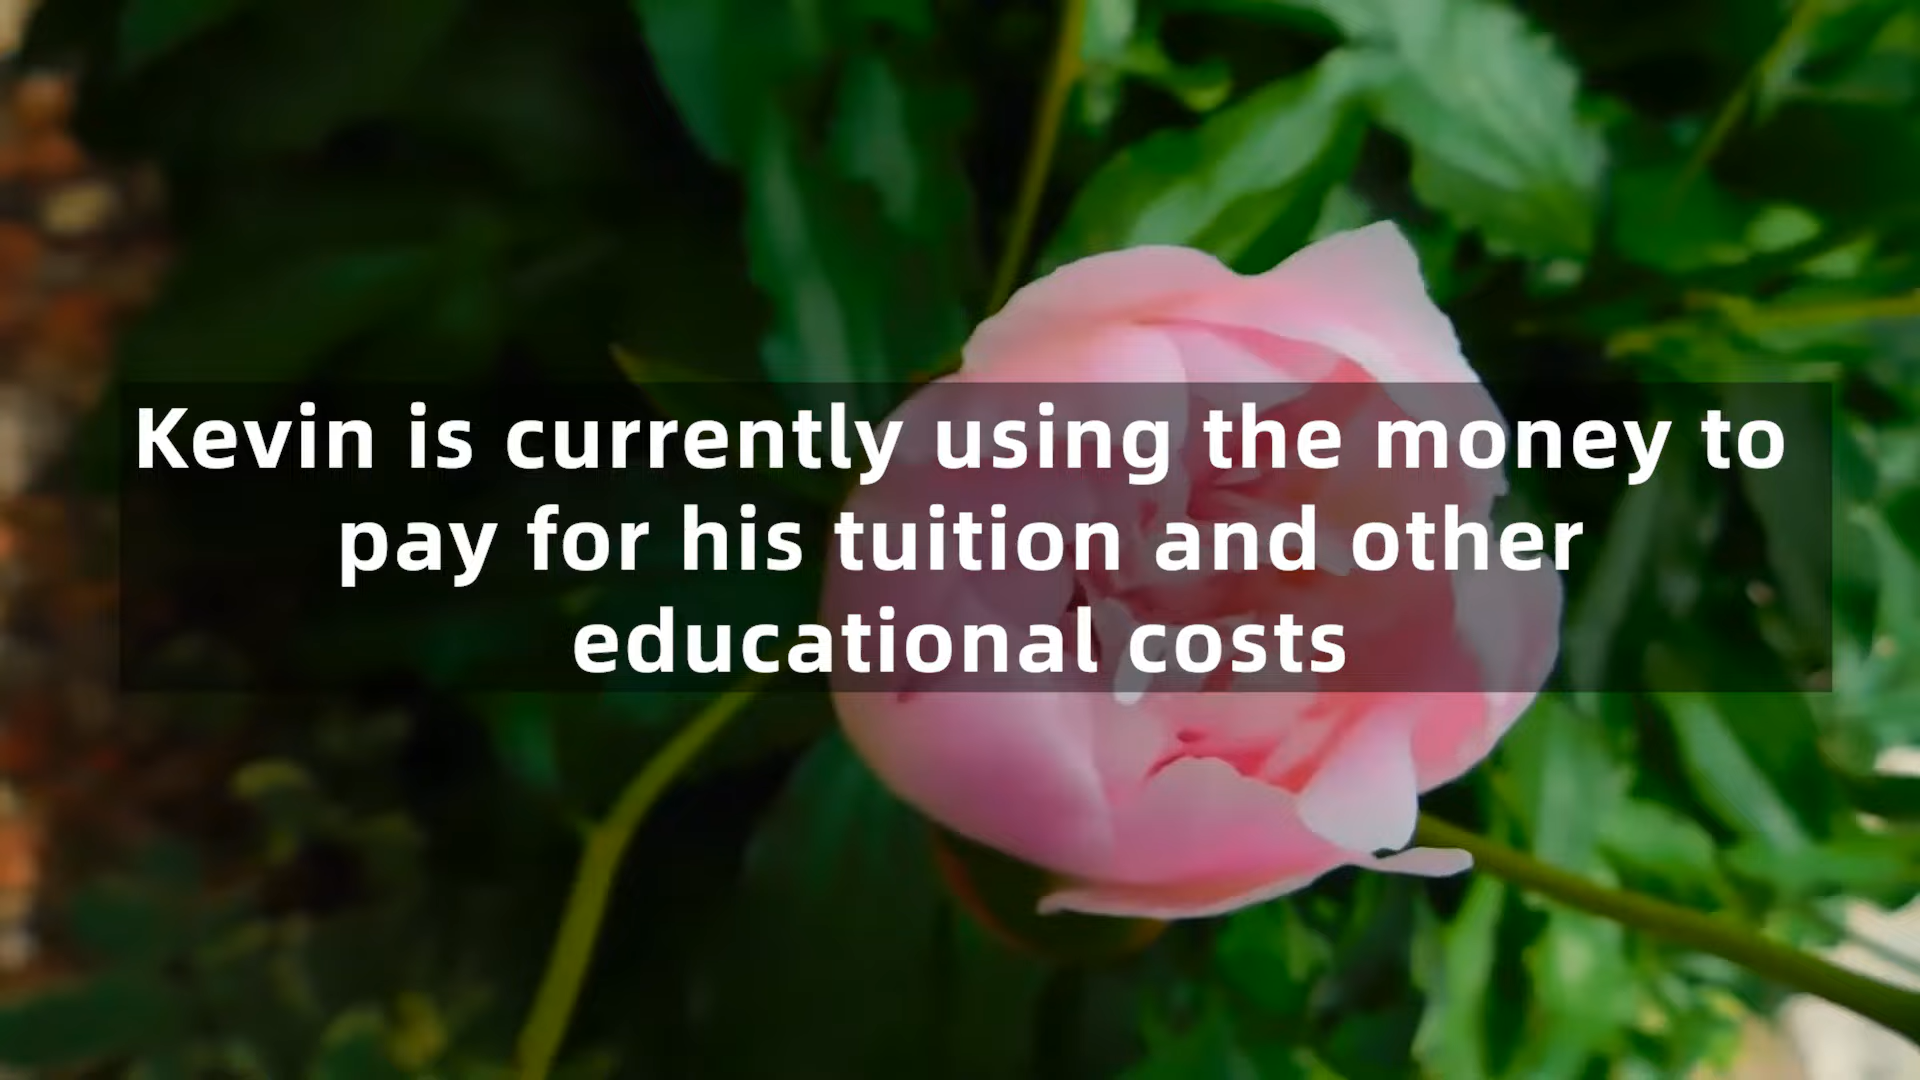 Kevin is currently using the money to
pay for his tuition and other
educational costs